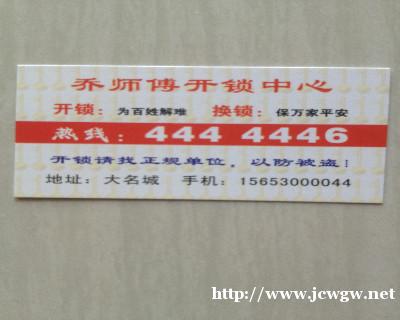 乔师傅开锁中心
开锁：为百姓解难 换锁：保万家平安
热线：444 4446
开锁请找正规单位，以防被盗！
地址：大名城 手机：15653000044
http://www.jcwgw.net